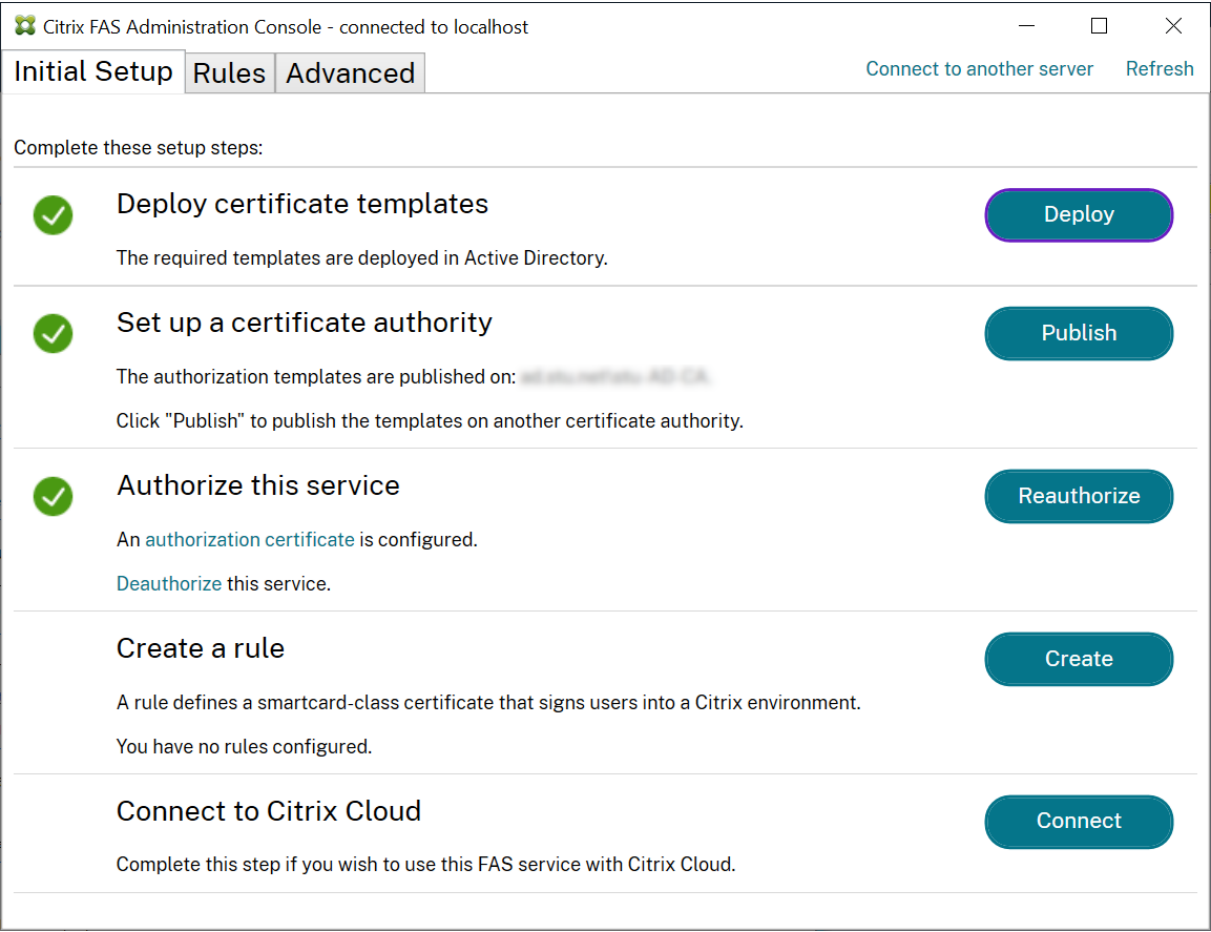 Citrix FAS Administration Console - connected to localhost
Initial Setup Rules Advanced Connect to another server Refresh
Complete these setup steps:
Deploy certificate templates
Deploy
The required templates are deployed in Active Directory.
Set up a certificate authority
Publish
The authorization templates are published on:
Click "Publish" to publish the templates on another certificate authority.
Authorize this service
Reauthorize
An authorization certificate is configured.
Deauthorize this service.
Create a rule
Create
A rule defines a smartcard-class certificate that signs users into a Citrix environment.
You have no rules configured.
Connect to Citrix Cloud
Connect
Complete this step if you wish to use this FAS service with Citrix Cloud.